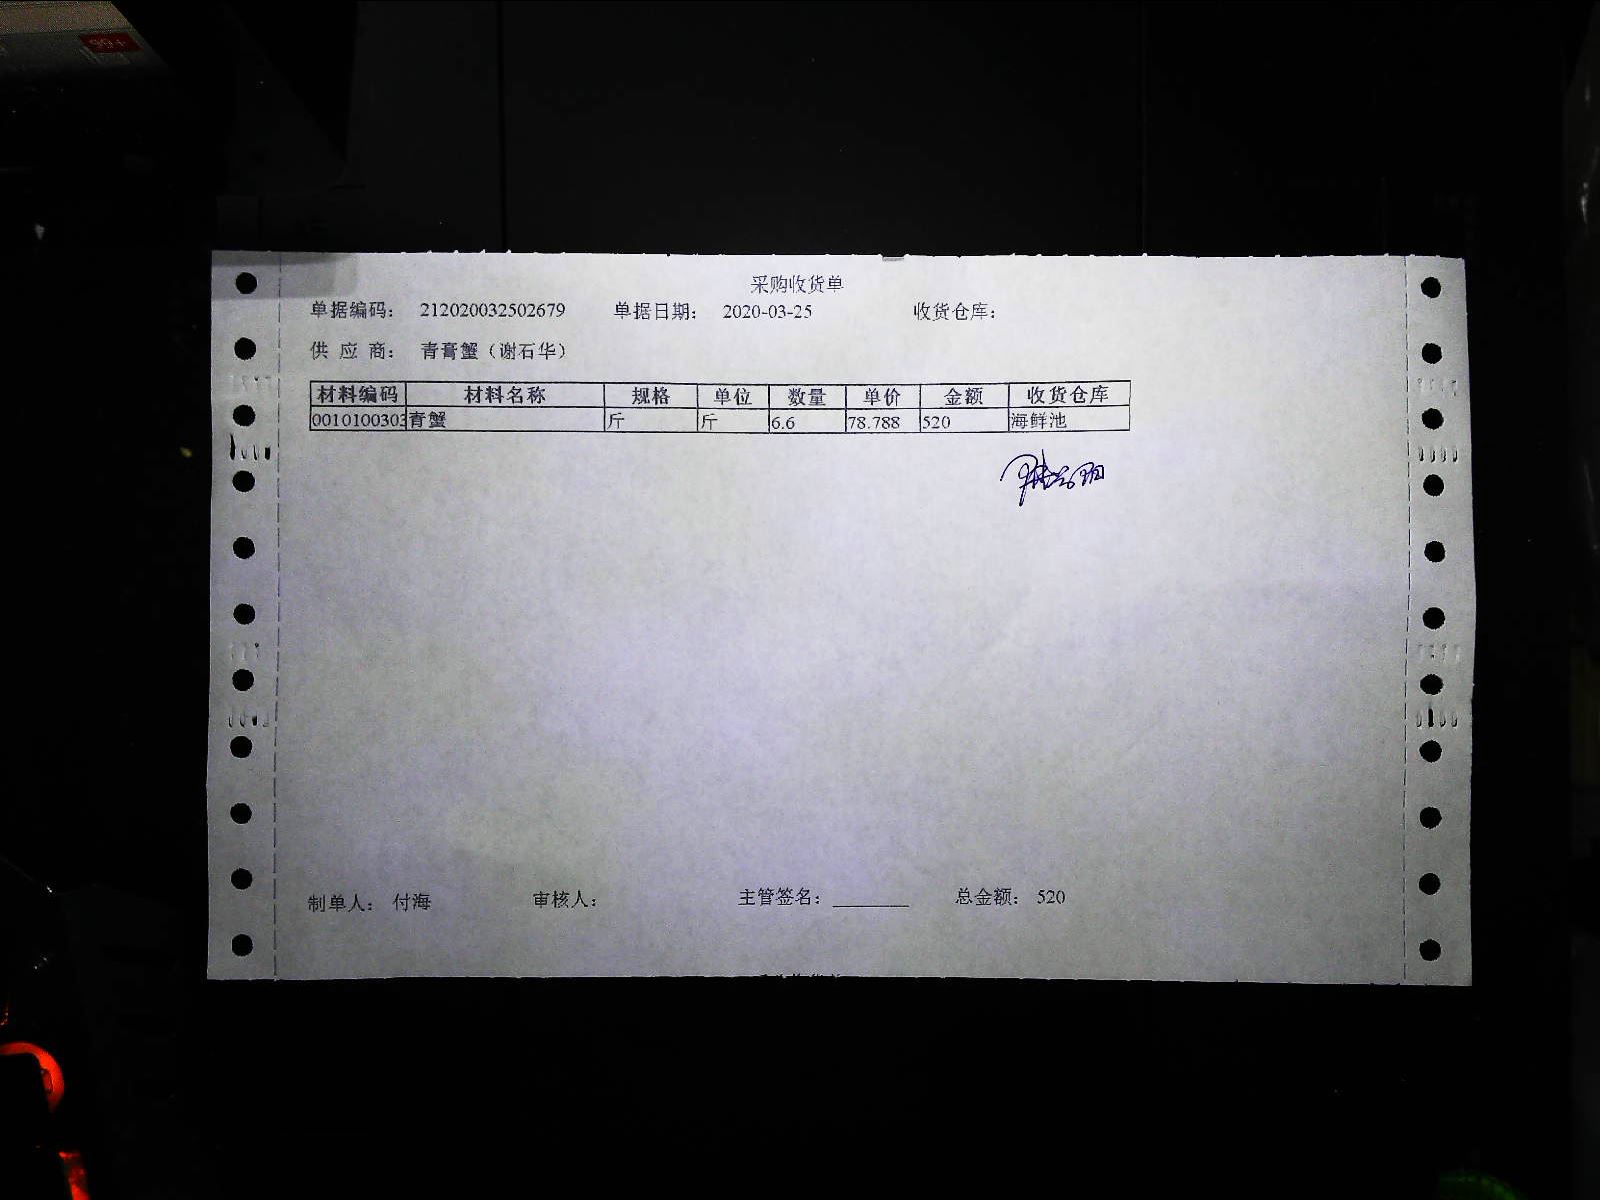 99+
采购收货单
单据编码： 212020032502679 单据日期： 2020-03-25 收货仓库：
供 应 商： 青膏蟹（谢石华）
材料编码 材料名称 规格 单位 数量 单价 金额 收货仓库
0010100303 青蟹 斤 斤 6.6 78.788 520 海鲜池
制单人： 付海 审核人： 主管签名： 总金额： 520